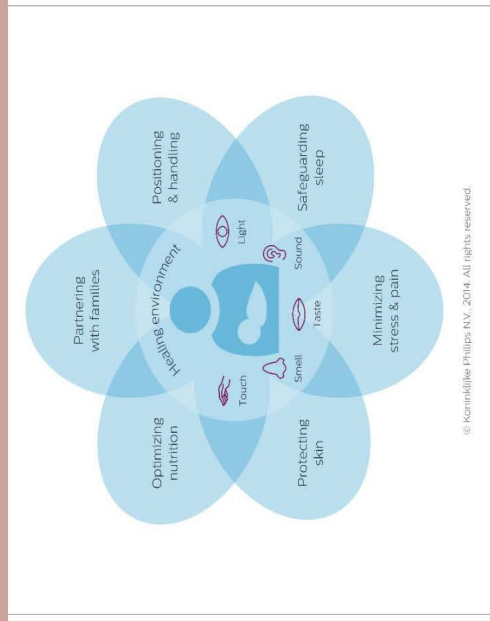 Partnering
with families
Positioning
& handling
Safeguarding
sleep
Minimizing
stress & pain
Protecting
skin
Optimizing
nutrition
Healing environment
Touch
Smell
Taste
Sound
Light
© Koninklijke Philips N.V., 2014. All rights reserved.